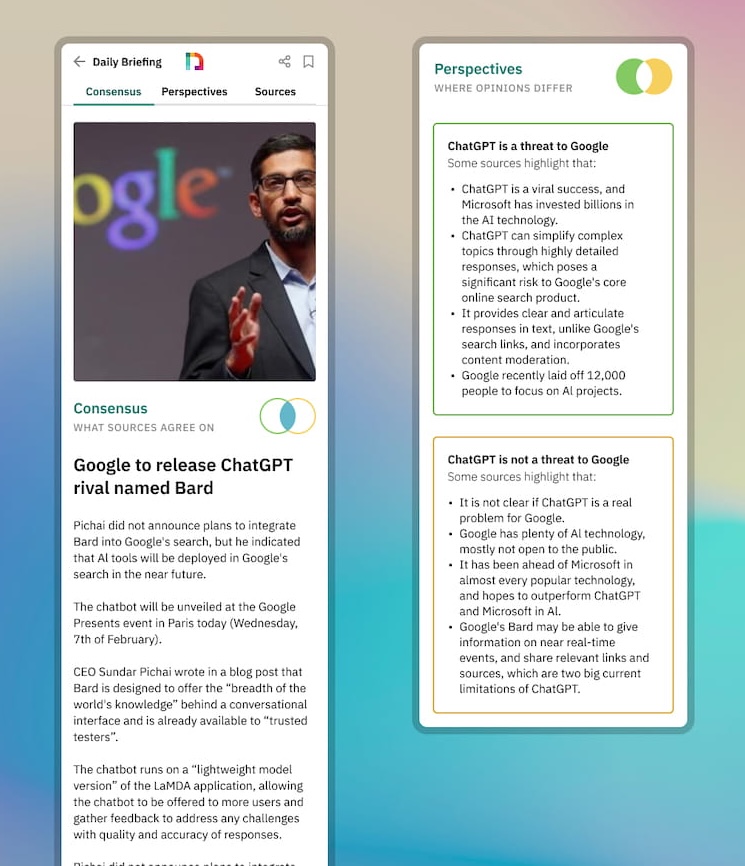 Daily Briefing
Consensus
Perspectives
Sources
ogle
Consensus
WHAT SOURCES AGREE ON
Google to release ChatGPT
rival named Bard
Pichai did not announce plans to integrate
Bard into Google's search, but he indicated
that AI tools will be deployed in Google's
search in the near future.
The chatbot will be unveiled at the Google
Presents event in Paris today (Wednesday,
7th of February).
CEO Sundar Pichai wrote in a blog post that
Bard is designed to offer the “breadth of the
world's knowledge” behind a conversational
interface and is already available to “trusted
testers”.
The chatbot runs on a “lightweight model
version” of the LaMDA application, allowing
the chatbot to be offered to more users and
gather feedback to address any challenges
with quality and accuracy of responses.
Pichai did not announce plans to integrate
Perspectives
WHERE OPINIONS DIFFER
ChatGPT is a threat to Google
Some sources highlight that:
• ChatGPT is a viral success, and
Microsoft has invested billions in
the AI technology.
• ChatGPT can simplify complex
topics through highly detailed
responses, which poses a
significant risk to Google's core
online search product.
• It provides clear and articulate
responses in text, unlike Google's
search links, and incorporates
content moderation.
• Google recently laid off 12,000
people to focus on AI projects.
ChatGPT is not a threat to Google
Some sources highlight that:
• It is not clear if ChatGPT is a real
problem for Google.
• Google has plenty of AI technology,
mostly not open to the public.
• It has been ahead of Microsoft in
almost every popular technology,
and hopes to outperform ChatGPT
and Microsoft in AI.
• Google's Bard may be able to give
information on near real-time
events, and share relevant links and
sources, which are two big current
limitations of ChatGPT.